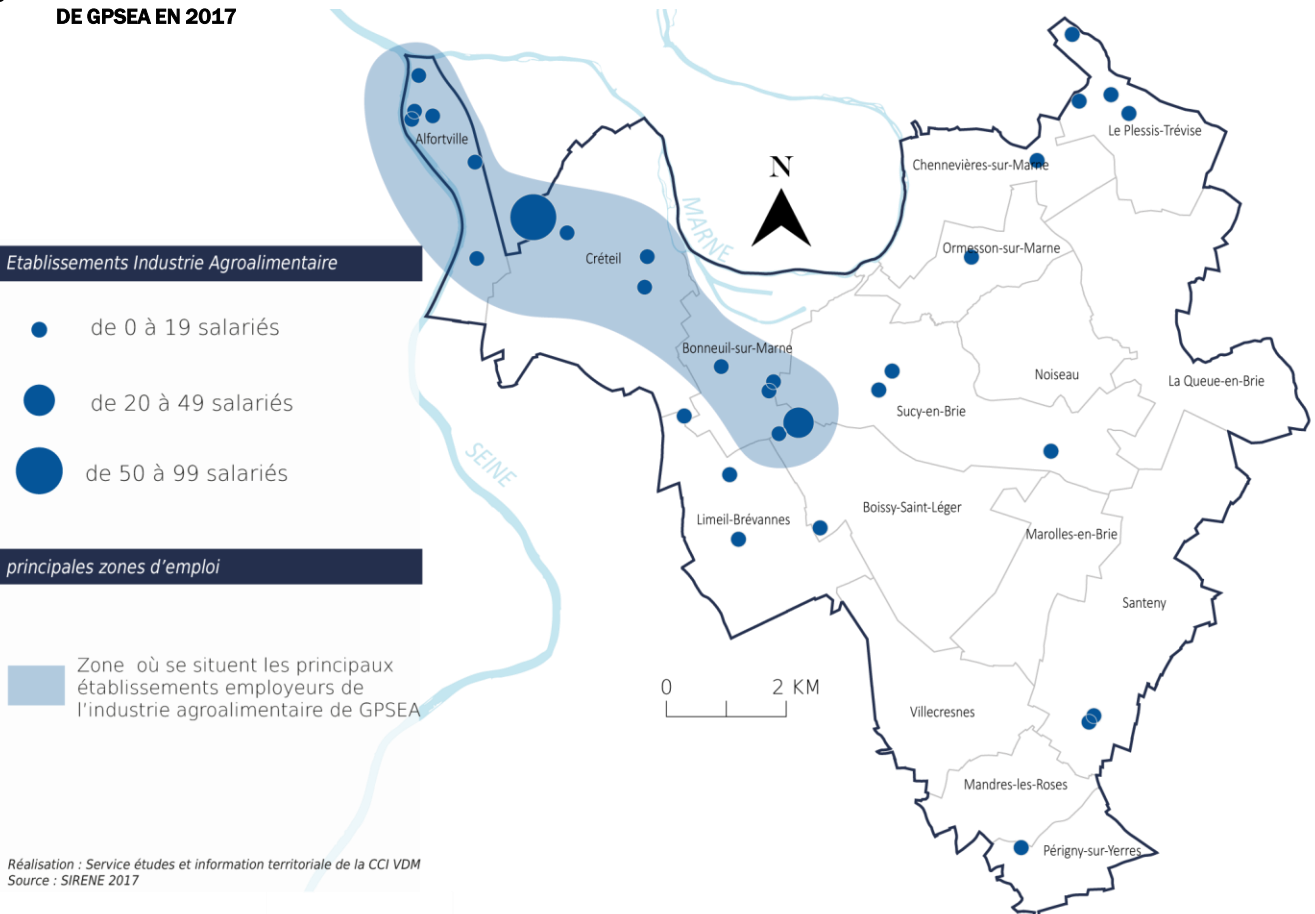 DE GPSEA EN 2017
Etablissements Industrie Agroalimentaire
de 0 à 19 salariés
de 20 à 49 salariés
de 50 à 99 salariés
principales zones d'emploi
Zone où se situent les principaux
établissements employeurs de
l'industrie agroalimentaire de GPSEA
Réalisation : Service études et information territoriale de la CCI VDM
Source : SIRENE 2017
Alfortville
Le Plessis-Trévise
Chennevières-sur-Marne
N
MARNE
Ormesson-sur-Marne
Créteil
Bonneuil-sur-Marne
Noiseau
La Queue-en-Brie
Sucy-en-Brie
SEINE
Boissy-Saint-Léger
Limeil-Brévannes
Marolles-en-Brie
Santeny
0 2 KM
Villecresnes
Mandres-les-Roses
Périgny-sur-Yerres